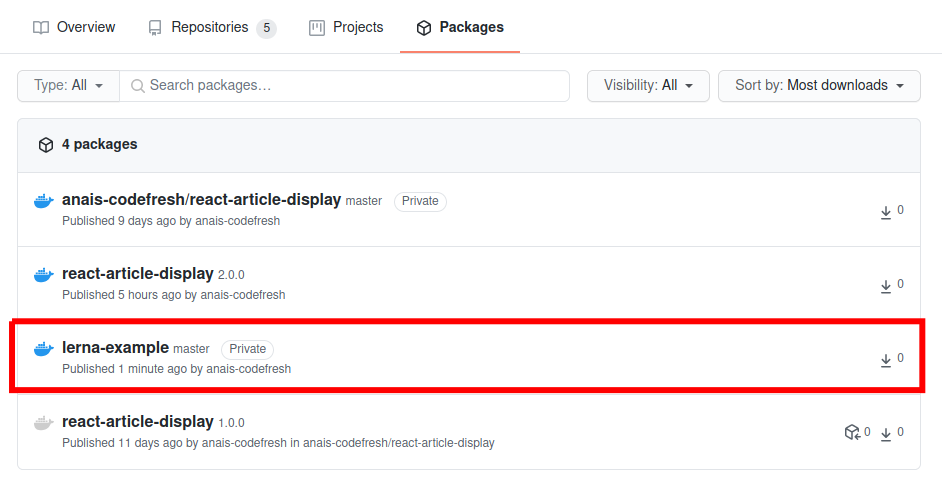 Overview Repositories 5 Projects Packages
Type: All Search packages… Visibility: All Sort by: Most downloads
4 packages
anais-codefresh/react-article-display master Private
Published 9 days ago by anais-codefresh 0
react-article-display 2.0.0
Published 5 hours ago by anais-codefresh 0
lerna-example master Private
Published 1 minute ago by anais-codefresh 0
react-article-display 1.0.0
Published 11 days ago by anais-codefresh in anais-codefresh/react-article-display 0 0